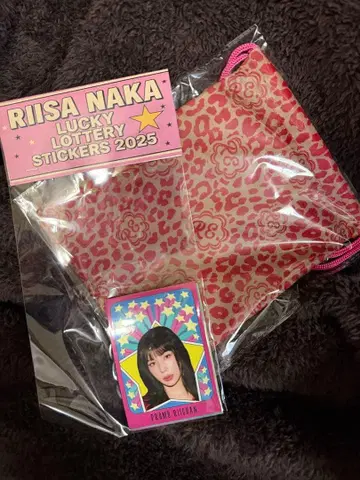 RIISA NAKA
LUCKY
LOTTERY
STICKERS 2025